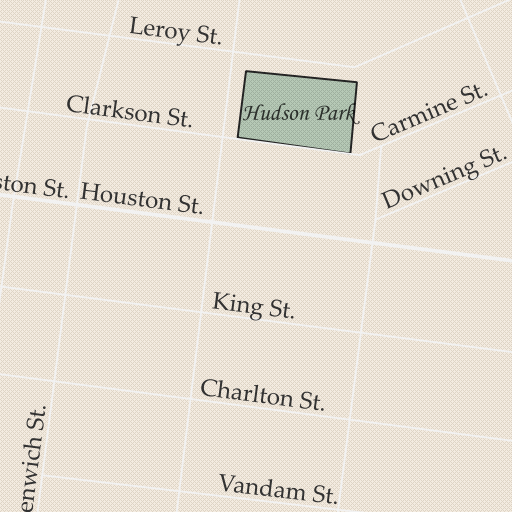 Leroy St.
Clarkson St.
Hudson Park
Carmine St.
Downing St.
ston St.
Houston St.
King St.
Charlton St.
enwich St.
Vandam St.